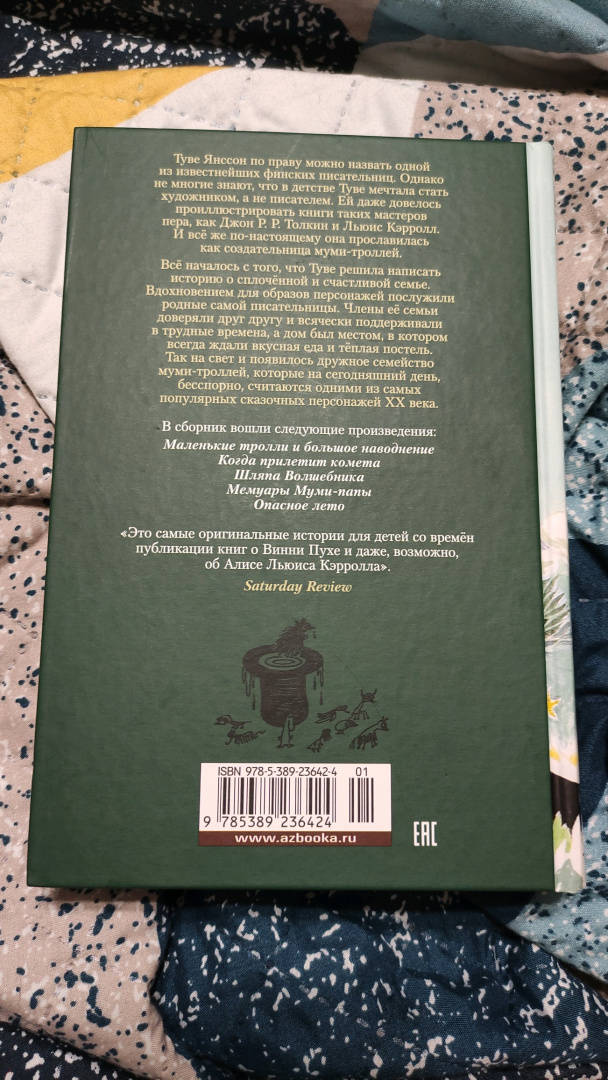 Туве Янссон по праву можно назвать одной
из известнейших финских писательниц. Однако
не многие знают, что в детстве Туве мечтала стать
художником, а не писателем. Ей даже довелось
проиллюстрировать книги таких мастеров
пера, как Джон Р. Р. Толкин и Льюис Кэрролл.
И всё же по-настоящему она прославилась
как создательница муми-троллей.
Всё началось с того, что Туве решила написать
историю о сплочённой и счастливой семье.
Вдохновением для образов персонажей послужили
родные самой писательницы. Члены её семьи
доверяли друг другу и всячески поддерживали
в трудные времена, а дом был местом, в котором
всегда ждали вкусная еда и тёплая постель.
Так на свет и появилось дружное семейство
муми-троллей, которые на сегодняшний день,
бесспорно, считаются одними из самых
популярных сказочных персонажей XX века.
В сборник вошли следующие произведения:
Маленькие тролли и большое наводнение
Когда прилетит комета
Шляпа Волшебника
Мемуары Муми-папы
Опасное лето
«Это самые оригинальные истории для детей со времён
публикации книг о Винни Пухе и даже, возможно,
об Алисе Льюиса Кэрролла».
Saturday Review
ISBN 978-5-389-23642-4 01
9 785389 236424
www.azbooka.ru
EAC